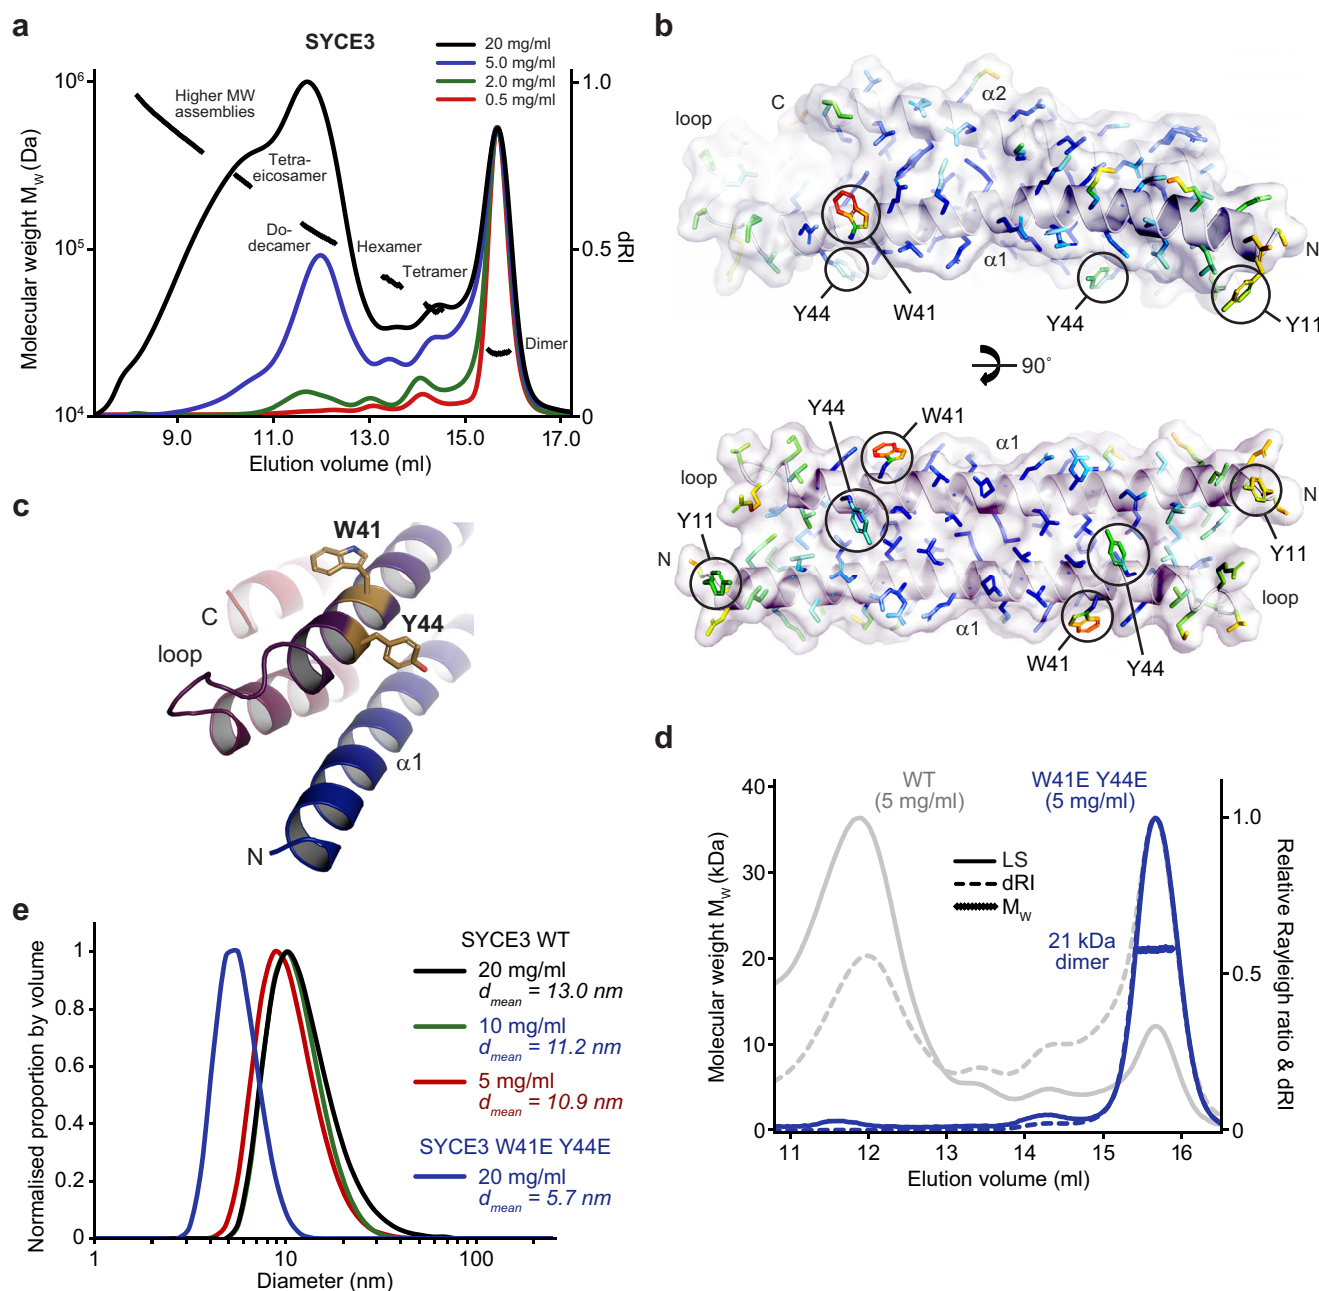 a
SYCE3
20 mg/ml
5.0 mg/ml
2.0 mg/ml
0.5 mg/ml
Molecular weight M_W (Da)
10^6
10^5
10^4
Higher MW
assemblies
Tetra-
eicosamer
Do-
decamer
Hexamer
Tetramer
Dimer
1.0
0.5
0
dRI
9.0 11.0 13.0 15.0 17.0
Elution volume (ml)
b
C
α2
loop
α1
N
Y44
W41
Y44
Y11
90°
Y44
W41
α1
loop
N
Y11
Y11
N
α1
loop
W41
Y44
c
W41
Y44
C
loop
α1
N
d
WT
(5 mg/ml)
W41E Y44E
(5 mg/ml)
LS
dRI
M_W
21 kDa
dimer
Molecular weight M_W (kDa)
40
30
20
10
0
1.0
0.5
0
Relative Rayleigh ratio & dRI
11 12 13 14 15 16
Elution volume (ml)
e
SYCE3 WT
20 mg/ml
d_mean = 13.0 nm
10 mg/ml
d_mean = 11.2 nm
5 mg/ml
d_mean = 10.9 nm
SYCE3 W41E Y44E
20 mg/ml
d_mean = 5.7 nm
Normalised proportion by volume
1
0.8
0.6
0.4
0.2
0
1 10 100
Diameter (nm)